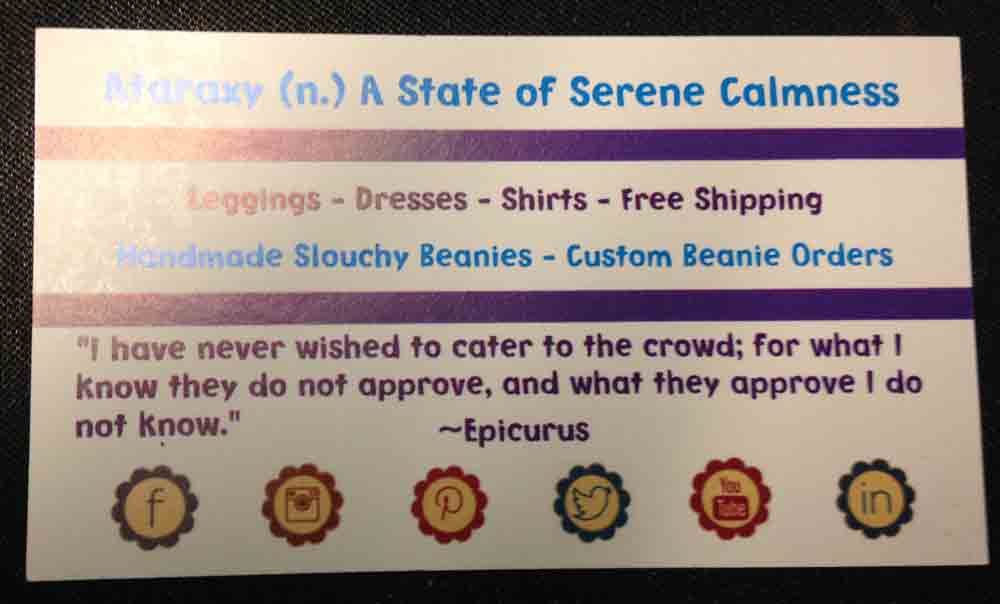 Ataraxy (n.) A State of Serene Calmness
Leggings - Dresses - Shirts - Free Shipping
Handmade Slouchy Beanies - Custom Beanie Orders
"I have never wished to cater to the crowd; for what I
know they do not approve, and what they approve I do
not know."
~Epicurus
f
You
Tube
in